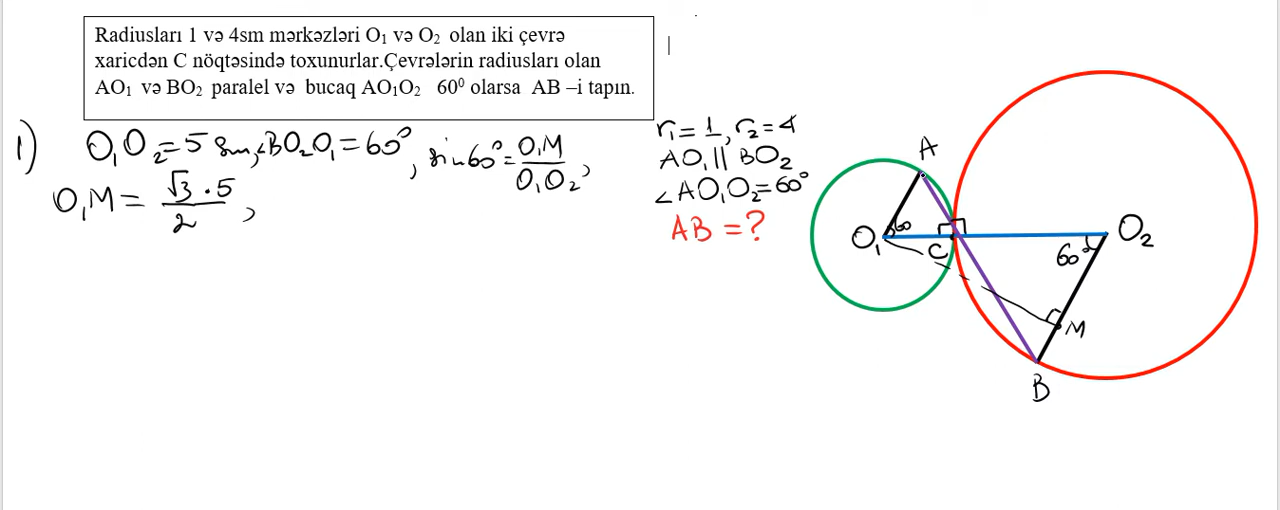 Radiusları 1 və 4sm mərkəzləri O₁ və O₂ olan iki çevrə
xaricdən C nöqtəsində toxunurlar.Çevrələrin radiusları olan
AO₁ və BO₂ paralel və bucaq AO₁O₂ 60⁰ olarsa AB –i tapın.
1) O₁O₂=5 sm, ∠BO₂O₁=60°, sin60°=O₁M/O₁O₂,
O₁M = √3·5/2,
r₁=1, r₂=4
AO₁ || BO₂
∠AO₁O₂=60°
AB=?
A
O₁
60
C
60
O₂
M
B